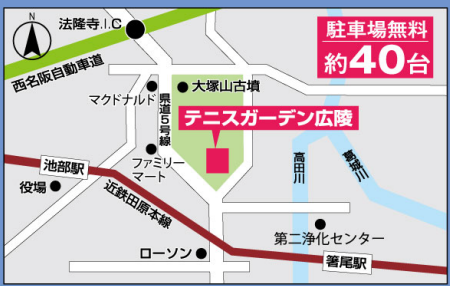 法隆寺.I.C
駐車場無料
約40台
西名阪自動車道
マクドナルド
大塚山古墳
県道5号線
テニスガーデン広陵
ファミリー
マート
池部駅
役場
近鉄田原本線
高田川
葛城川
第二浄化センター
ローソン
箸尾駅